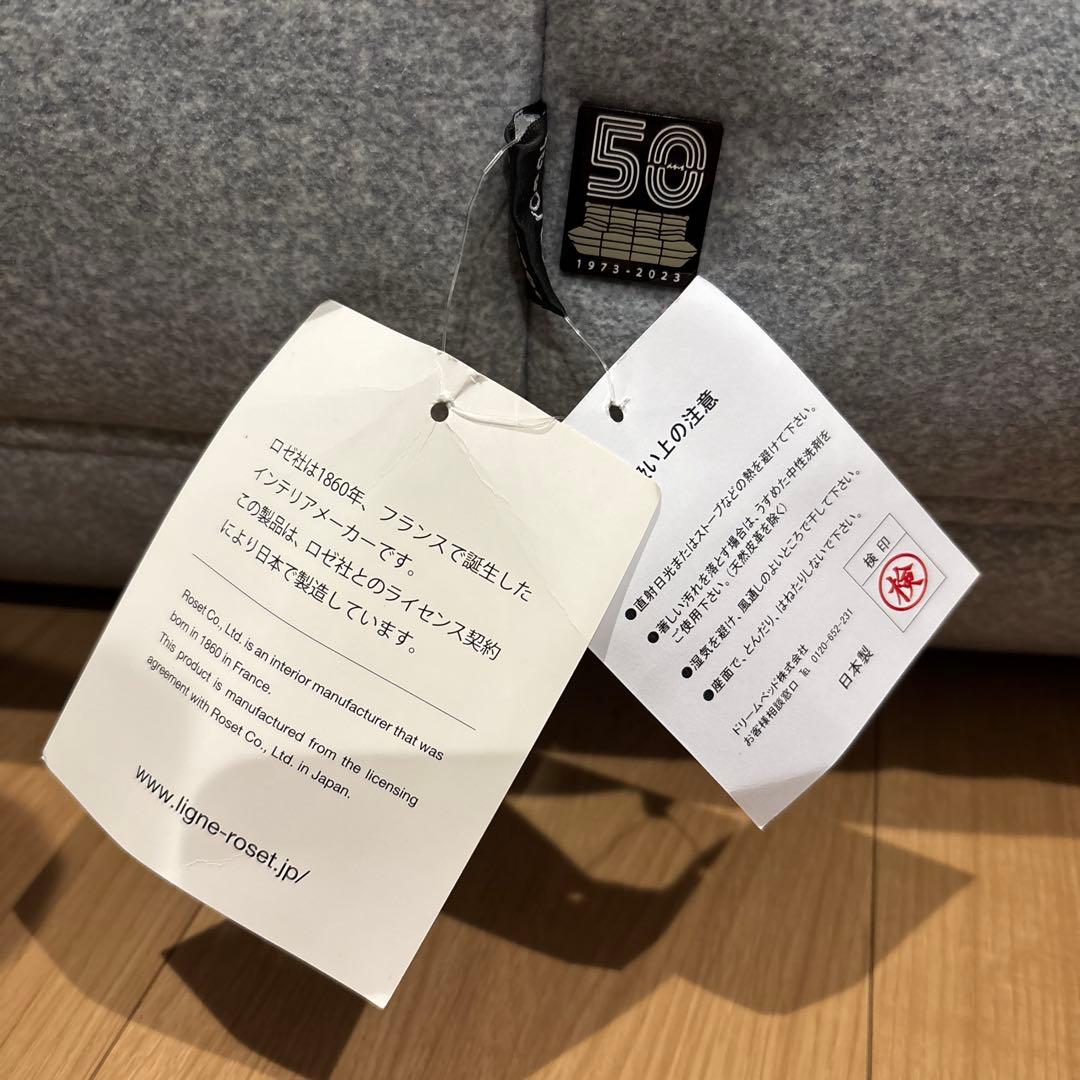 50
ans
1973-2023
ロゼ社は1860年、フランスで誕生した
インテリアメーカーです。
この製品は、ロゼ社とのライセンス契約
により日本で製造しています。
Roset Co., Ltd. is an interior manufacturer that was
born in 1860 in France.
This product is manufactured from the licensing
agreement with Roset Co., Ltd. in Japan.
www.ligne-roset.jp/
い上の注意
●直射日光またはストーブなどの熱を避けて下さい。
●著しい汚れを落とす場合は、うすめた中性洗剤を
ご使用下さい。(天然皮革を除く)
●湿気を避け、風通しのよいところで干して下さい。
●座面で、とんだり、はねたりしないで下さい。
ドリームベッド株式会社
お客様相談窓口 ℡ 0120-652-231
日本製
検印
検